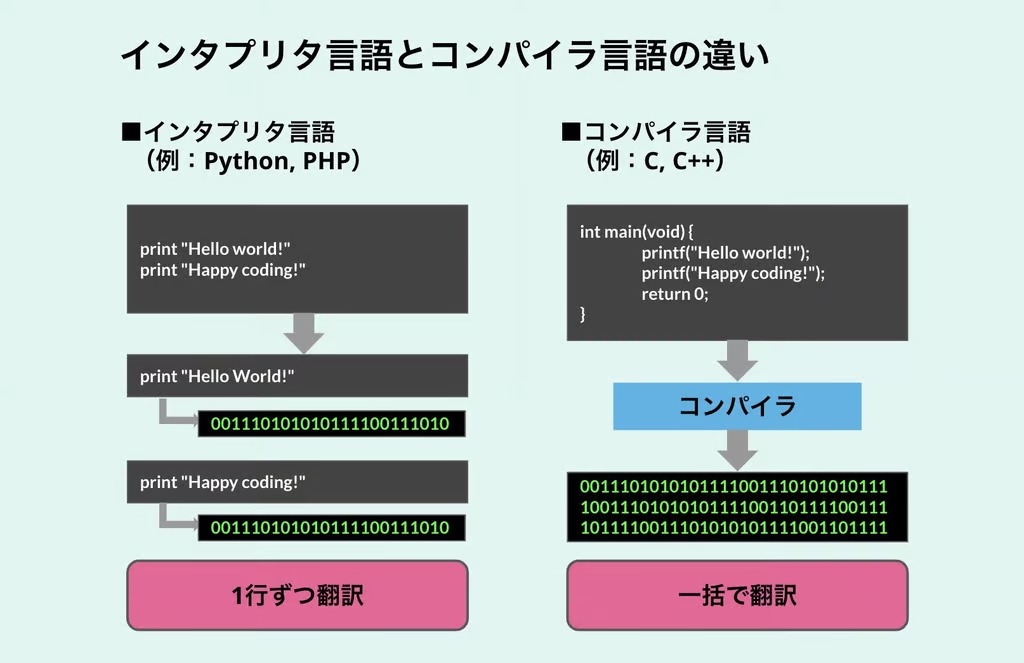 インタプリタ言語とコンパイラ言語の違い
■インタプリタ言語
（例：Python, PHP）
print "Hello world!"
print "Happy coding!"
print "Hello World!"
001110101010111100111010
print "Happy coding!"
001110101010111100111010
1行ずつ翻訳
■コンパイラ言語
（例：C, C++）
int main(void) {
printf("Hello world!");
printf("Happy coding!");
return 0;
}
コンパイラ
0011101010101111001110101010111
1001110101010111100110111100111
1011110011101010101111001101111
一括で翻訳